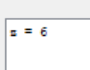 s = 6